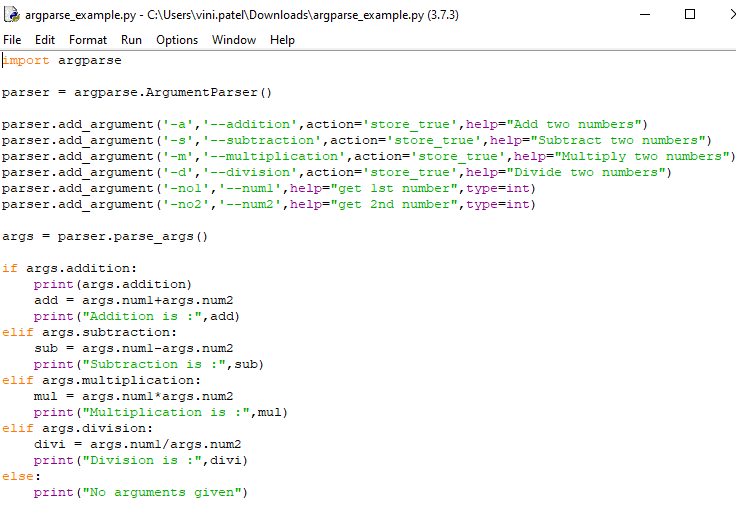 argparse_example.py - C:\Users\vini.patel\Downloads\argparse_example.py (3.7.3)
File Edit Format Run Options Window Help
import argparse
parser = argparse.ArgumentParser()
parser.add_argument('-a','--addition',action='store_true',help="Add two numbers")
parser.add_argument('-s','--subtraction',action='store_true',help="Subtract two numbers")
parser.add_argument('-m','--multiplication',action='store_true',help="Multiply two numbers")
parser.add_argument('-d','--division',action='store_true',help="Divide two numbers")
parser.add_argument('-no1','--num1',help="get 1st number",type=int)
parser.add_argument('-no2','--num2',help="get 2nd number",type=int)
args = parser.parse_args()
if args.addition:
    print(args.addition)
    add = args.num1+args.num2
    print("Addition is :",add)
elif args.subtraction:
    sub = args.num1-args.num2
    print("Subtraction is :",sub)
elif args.multiplication:
    mul = args.num1*args.num2
    print("Multiplication is :",mul)
elif args.division:
    divi = args.num1/args.num2
    print("Division is :",divi)
else:
    print("No arguments given")